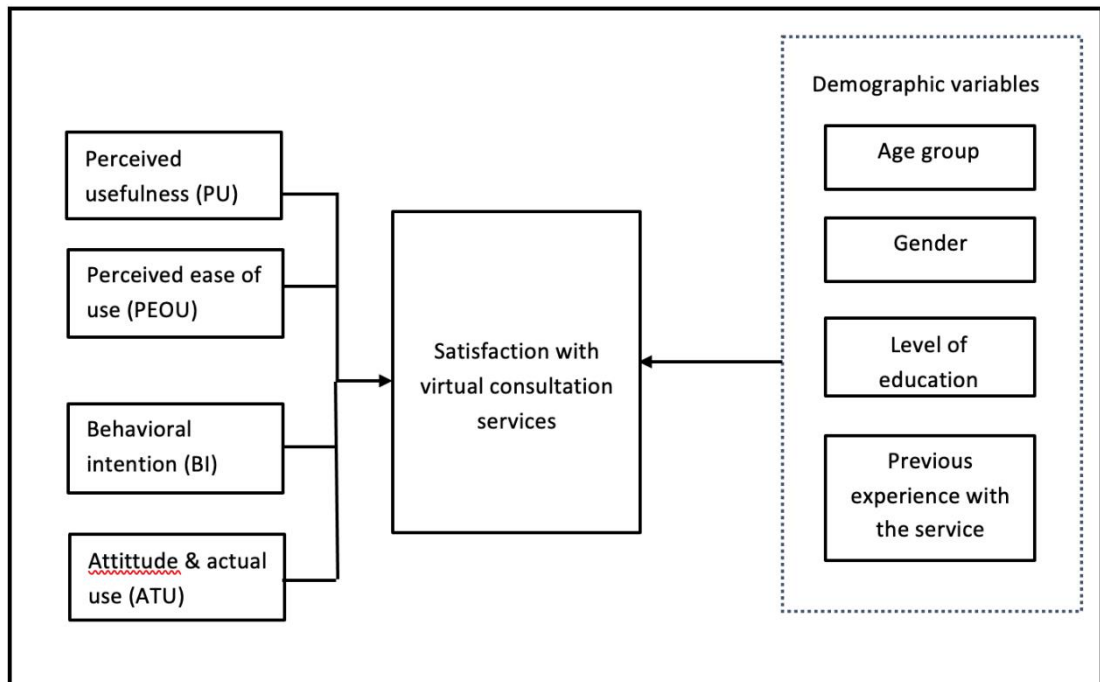 Perceived
usefulness (PU)
Perceived ease of
use (PEOU)
Behavioral
intention (BI)
Attittude & actual
use (ATU)
Satisfaction with
virtual consultation
services
Demographic variables
Age group
Gender
Level of
education
Previous
experience with
the service